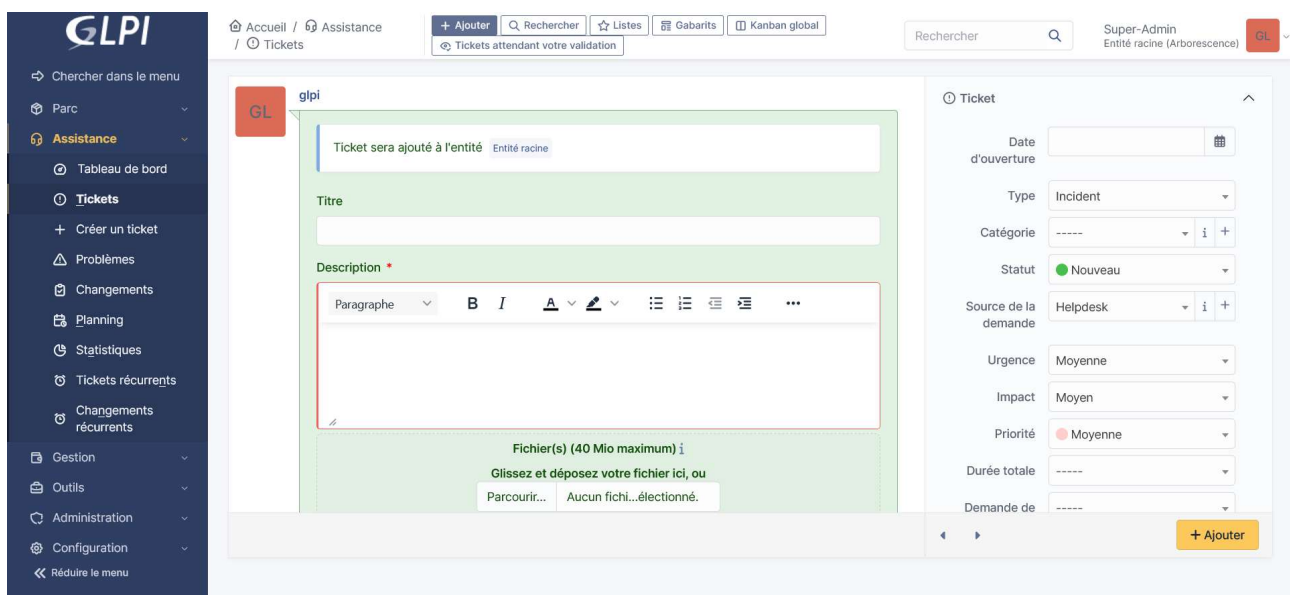 GLPI
Chercher dans le menu
Parc
Assistance
Tableau de bord
Tickets
+ Créer un ticket
Problèmes
Changements
Planning
Statistiques
Tickets récurrents
Changements
récurrents
Gestion
Outils
Administration
Configuration
Réduire le menu
Accueil / Assistance
/ Tickets
+ Ajouter Rechercher Listes Gabarits Kanban global
Tickets attendant votre validation
Rechercher
Super-Admin
Entité racine (Arborescence)
GL
GL
glpi
Ticket sera ajouté à l'entité Entité racine
Titre
Description *
Paragraphe B I A ...
Fichier(s) (40 Mio maximum) i
Glissez et déposez votre fichier ici, ou
Parcourir... Aucun fichi...électionné.
Ticket
Date
d'ouverture
Type Incident
Catégorie ----- i +
Statut Nouveau
Source de la
demande
Helpdesk i +
Urgence Moyenne
Impact Moyen
Priorité Moyenne
Durée totale -----
Demande de -----
+ Ajouter